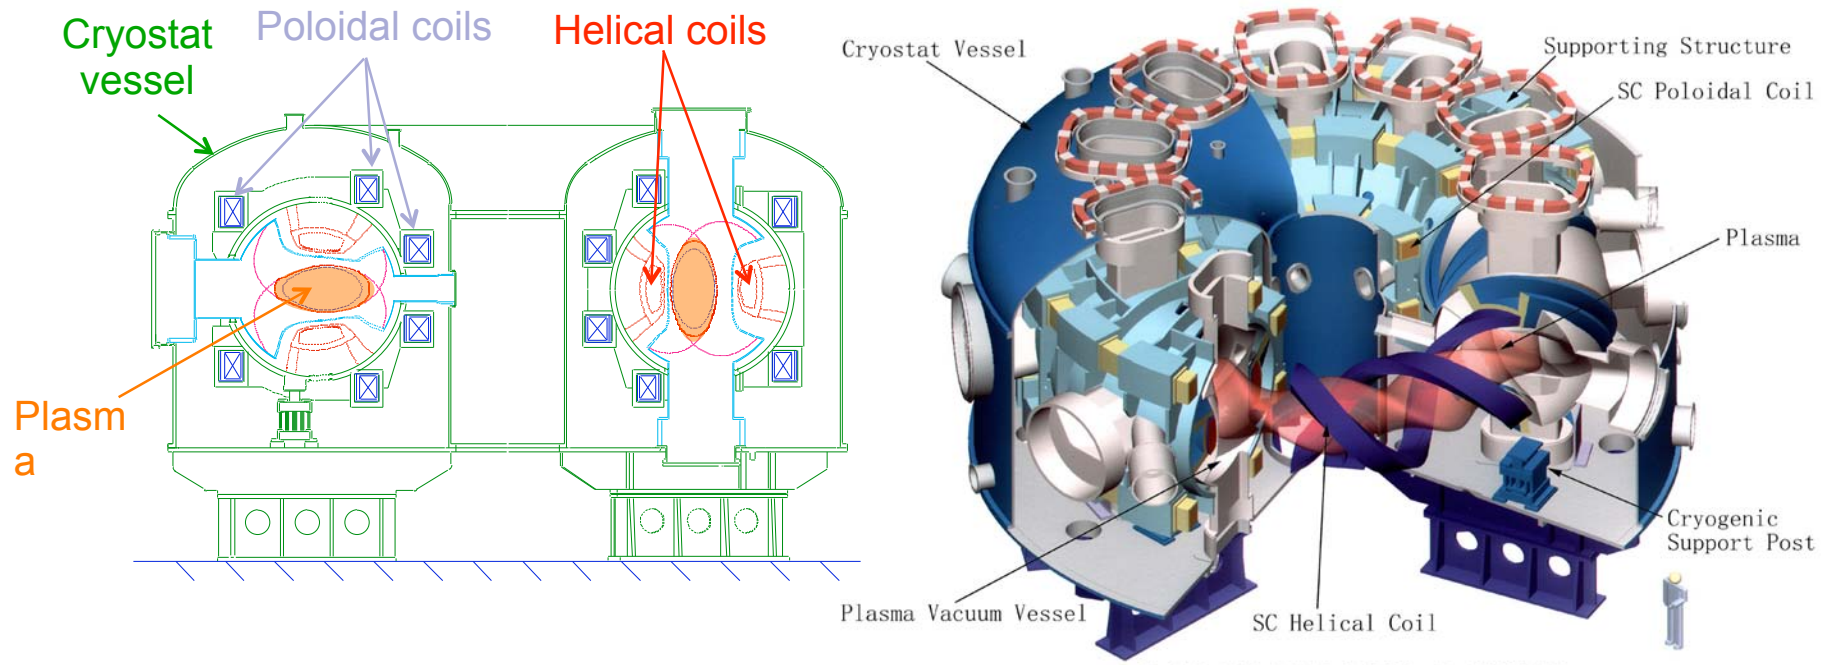 Cryostat
vessel
Poloidal coils
Helical coils
Plasm
a
Cryostat Vessel
Supporting Structure
SC Poloidal Coil
Plasma
Cryogenic
Support Post
Plasma Vacuum Vessel
SC Helical Coil